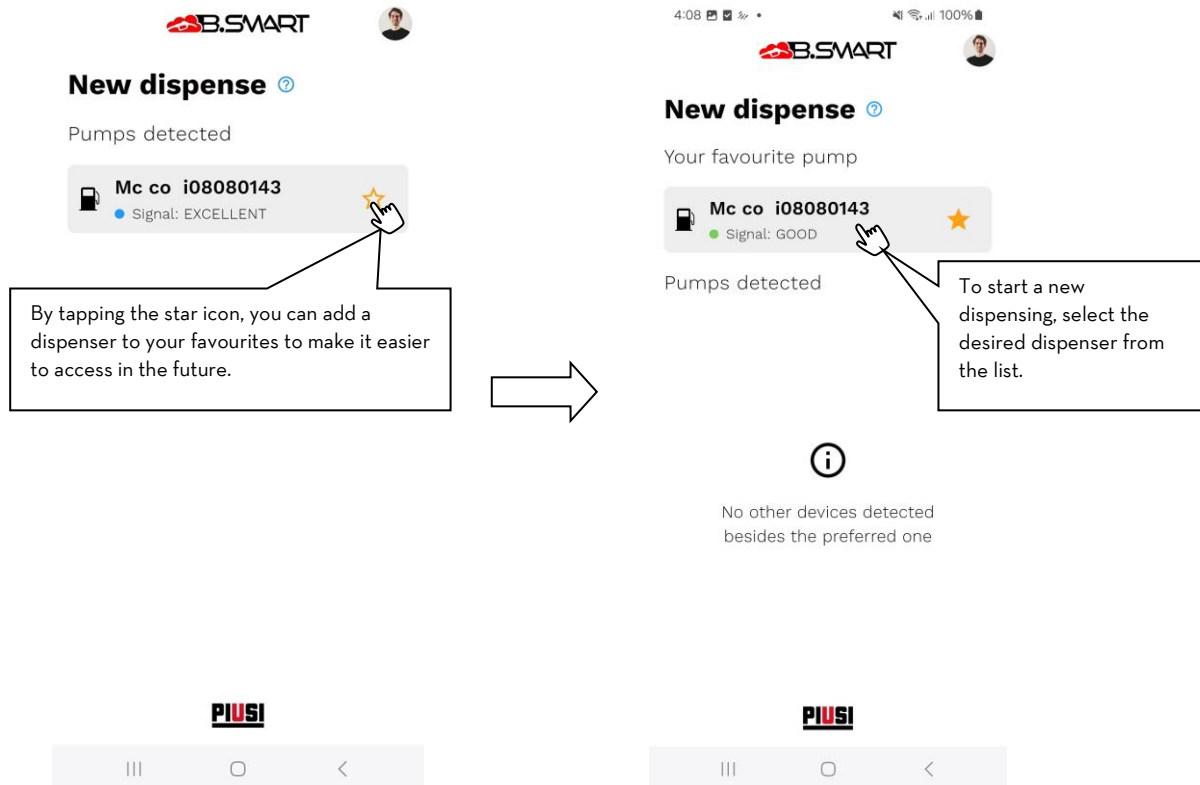 B.SMART
New dispense
Pumps detected
Mc co i08080143
Signal: EXCELLENT
By tapping the star icon, you can add a
dispenser to your favourites to make it easier
to access in the future.
PIUSI
4:08
100%
B.SMART
New dispense
Your favourite pump
Mc co i08080143
Signal: GOOD
Pumps detected
To start a new
dispensing, select the
desired dispenser from
the list.
No other devices detected
besides the preferred one
PIUSI